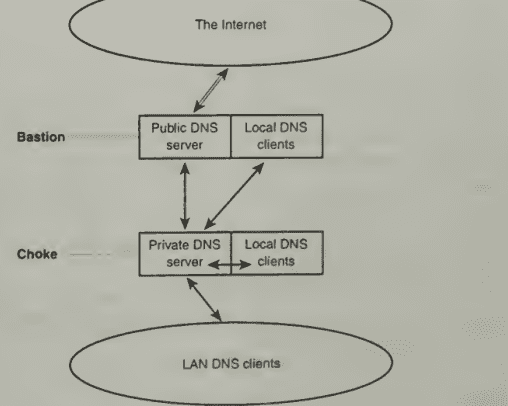 The Internet
Bastion
Public DNS
server
Local DNS
clients
Choke
Private DNS
server
Local DNS
clients
LAN DNS clients